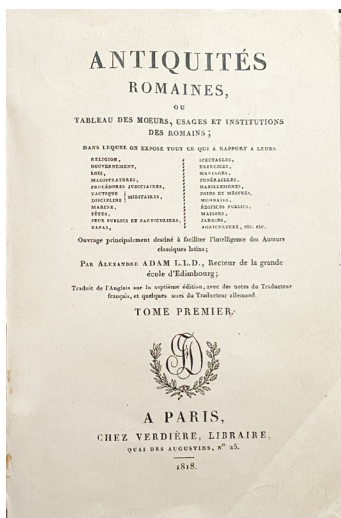 ANTIQUITÉS
ROMAINES,
OU
TABLEAU DES MŒURS, USAGES ET INSTITUTIONS
DES ROMAINS;
DANS LEQUEL ON EXPOSE TOUT CE QUI A RAPPORT A LEURS
RELIGION,
GOUVERNEMENT,
LOIS,
MAGISTRATURES,
PROCÉDURES JUDICIAIRES,
TACTIQUE
DISCIPLINE } MILITAIRES,
MARINE,
FÊTES,
JEUX PUBLICS ET PARTICULIERS,
REPAS,
SPECTACLES,
EXERCICES,
MARIAGES,
FUNÉRAILLES,
HABILLEMENS,
POIDS ET MESURES,
MONNAIES,
ÉDIFICES PUBLICS,
MAISONS,
JARDINS,
AGRICULTURE, etc. etc.
Ouvrage principalement destiné à faciliter l'intelligence des Auteurs
classiques latins;
PAR ALEXANDRE ADAM L.L.D., Recteur de la grande
école d'Edimbourg;
Traduit de l'Anglais sur la septième édition, avec des notes du Traducteur
français, et quelques unes du Traducteur allemand.
TOME PREMIER.
A PARIS,
CHEZ VERDIÈRE, LIBRAIRE,
QUAI DES AUGUSTINS, N° 25.
1818.